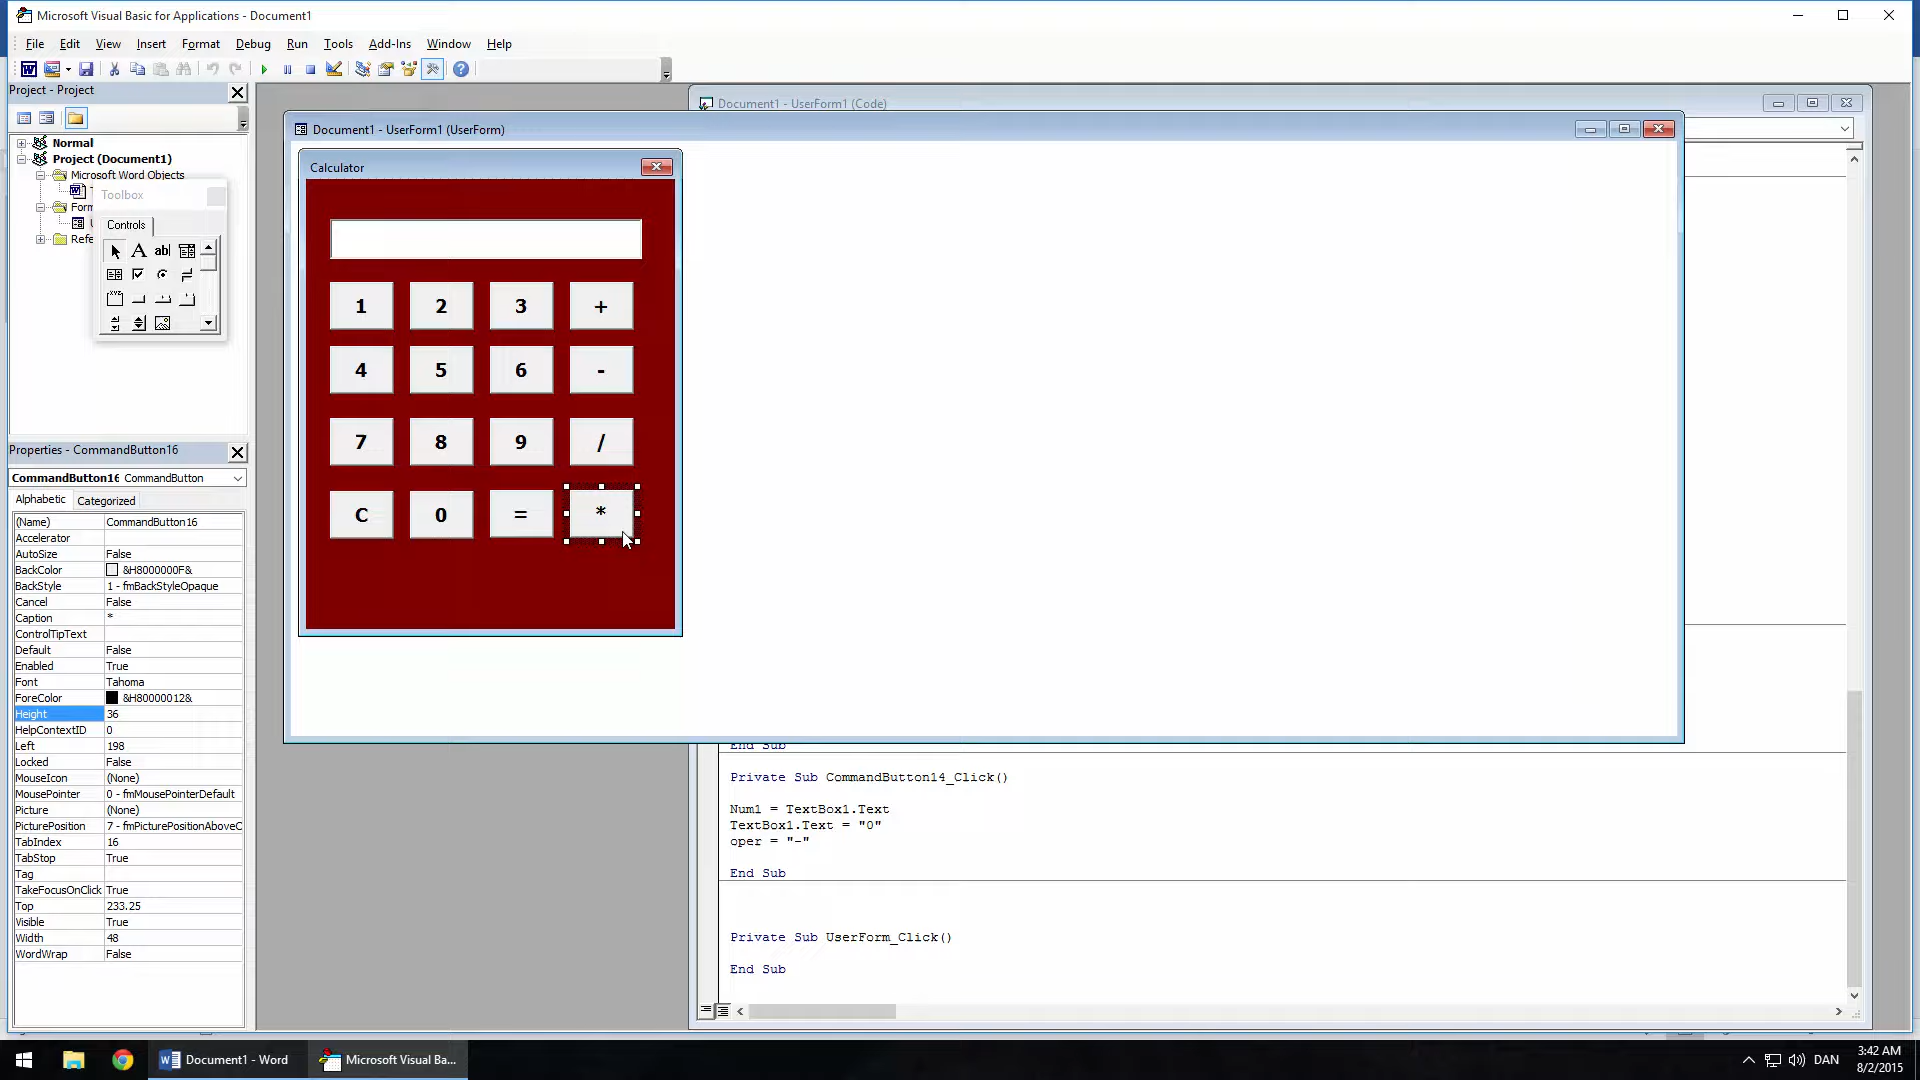 Microsoft Visual Basic for Applications - Document1
File Edit View Insert Format Debug Run Tools Add-Ins Window Help
Project - Project
Document1 - UserForm1 (Code)
Document1 - UserForm1 (UserForm)
Normal
Project (Document1)
Microsoft Word Objects
Toolbox
Controls
A ab|
Calculator
1 2 3 +
4 5 6 -
7 8 9 /
C 0 = *
Properties - CommandButton16
CommandButton16 CommandButton
Alphabetic Categorized
(Name) CommandButton16
Accelerator
AutoSize False
BackColor &H8000000F&
BackStyle 1 - fmBackStyleOpaque
Cancel False
Caption *
ControlTipText
Default False
Enabled True
Font Tahoma
ForeColor &H80000012&
Height 36
HelpContextID 0
Left 198
Locked False
MouseIcon (None)
MousePointer 0 - fmMousePointerDefault
Picture (None)
PicturePosition 7 - fmPicturePositionAboveC
TabIndex 16
TabStop True
Tag
TakeFocusOnClick True
Top 233.25
Visible True
Width 48
WordWrap False
End Sub
Private Sub CommandButton14_Click()
Num1 = TextBox1.Text
TextBox1.Text = "0"
oper = "-"
End Sub
Private Sub UserForm_Click()
End Sub
Document1 - Word
Microsoft Visual Ba...
DAN
3:42 AM
8/2/2015